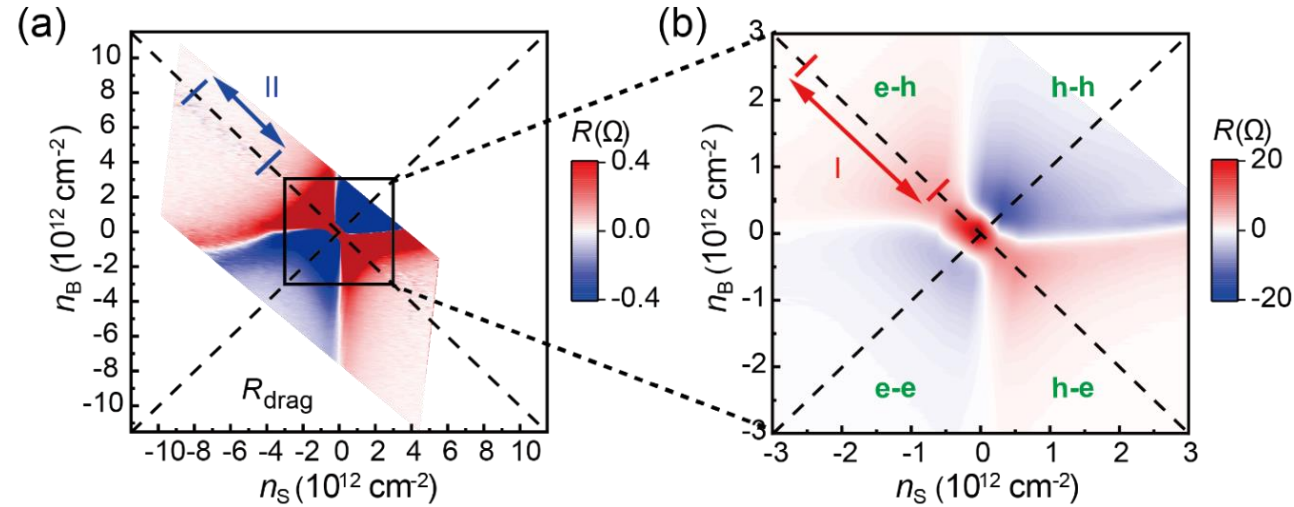 (a)
10
8
6
4
2
0
-2
-4
-6
-8
-10
n_B (10^12 cm^-2)
II
R_drag
-10 -8 -6 -4 -2 0 2 4 6 8 10
n_S (10^12 cm^-2)
R(Ω)
0.4
0.0
-0.4
(b)
3
2
1
0
-1
-2
-3
n_B (10^12 cm^-2)
e-h
h-h
I
e-e
h-e
-3 -2 -1 0 1 2 3
n_S (10^12 cm^-2)
R(Ω)
20
0
-20